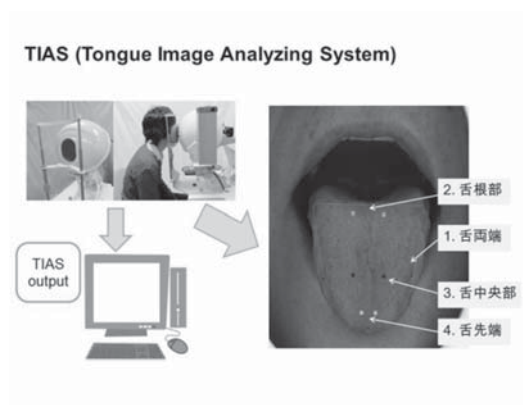 TIAS (Tongue Image Analyzing System)
2. 舌根部
1. 舌両端
TIAS
output
3. 舌中央部
4. 舌先端